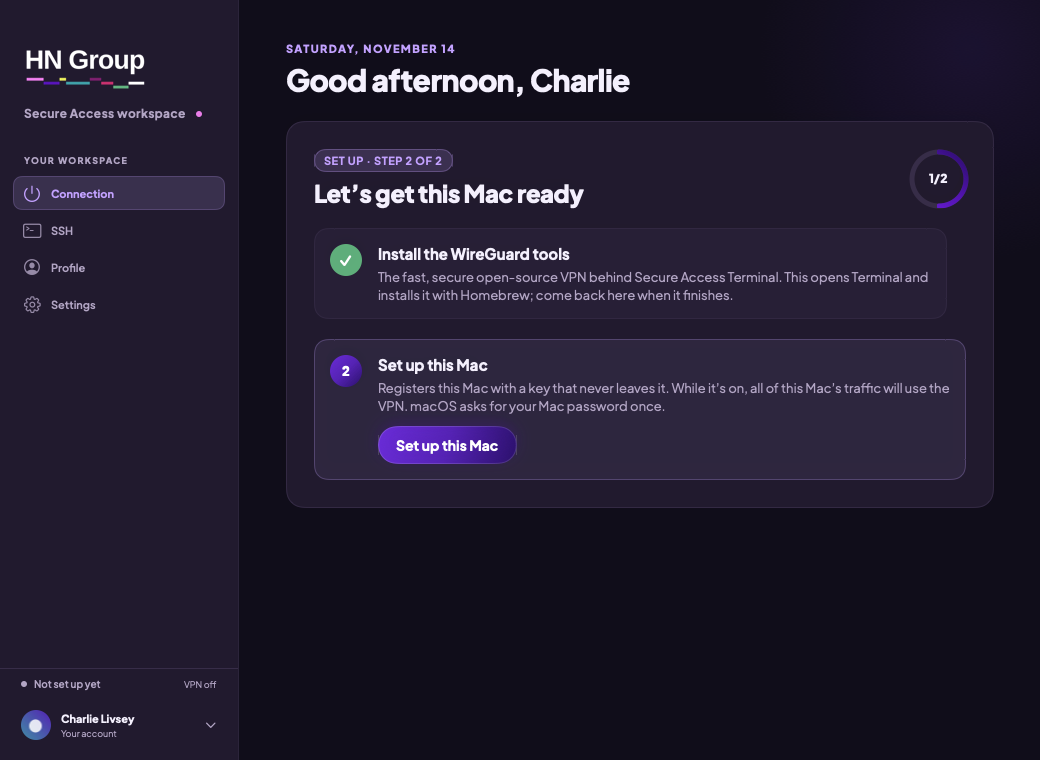 HN Group
Secure Access workspace
YOUR WORKSPACE
Connection
SSH
Profile
Settings
Not set up yet
VPN off
Charlie Livsey
Your account
SATURDAY, NOVEMBER 14
Good afternoon, Charlie
SET UP · STEP 2 OF 2
Let’s get this Mac ready
1/2
Install the WireGuard tools
The fast, secure open-source VPN behind Secure Access Terminal. This opens Terminal and
installs it with Homebrew; come back here when it finishes.
2
Set up this Mac
Registers this Mac with a key that never leaves it. While it’s on, all of this Mac’s traffic will use the
VPN. macOS asks for your Mac password once.
Set up this Mac